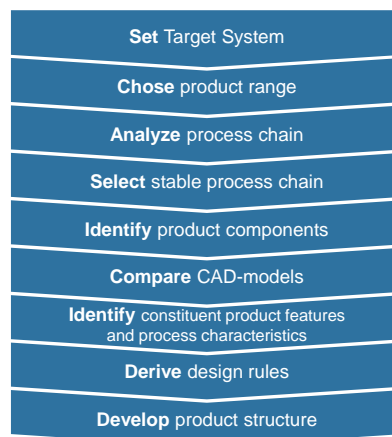 Set Target System
Chose product range
Analyze process chain
Select stable process chain
Identify product components
Compare CAD-models
Identify constituent product features
and process characteristics
Derive design rules
Develop product structure